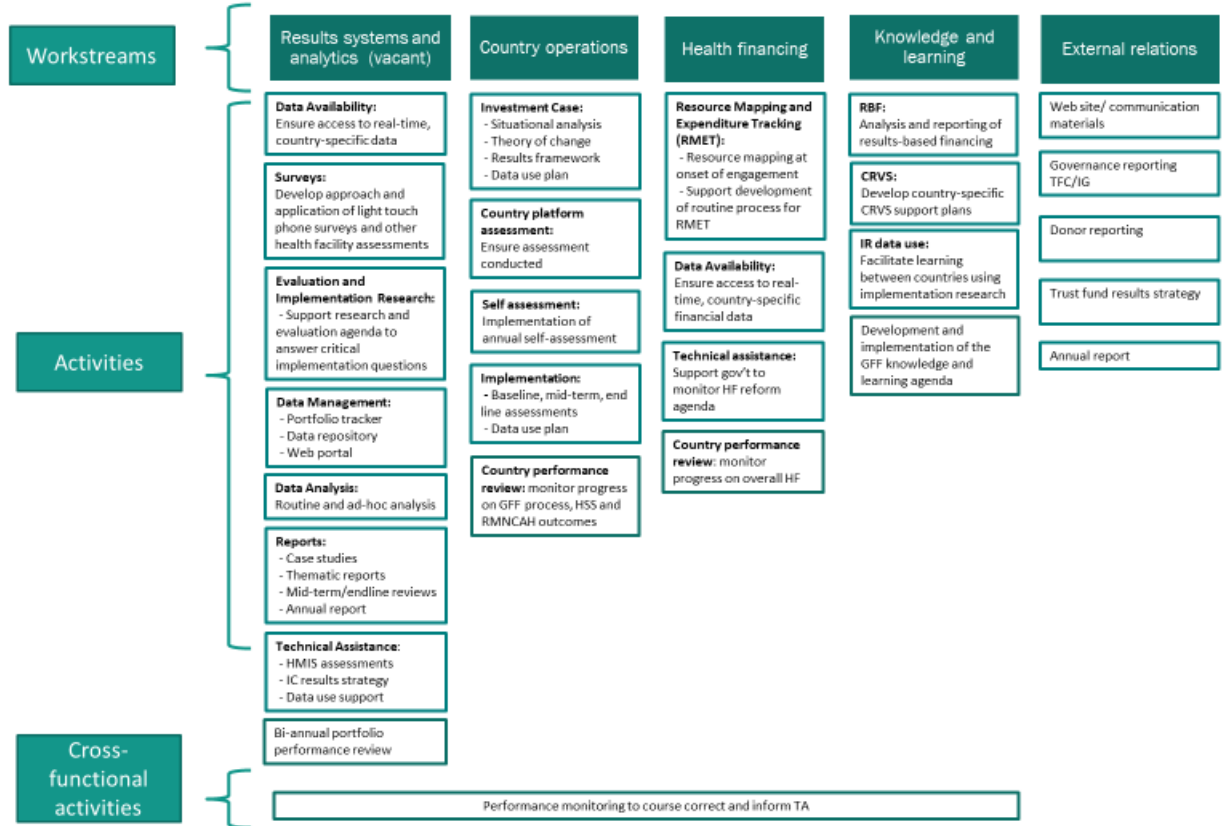 Workstreams
Results systems and
analytics (vacant)
Country operations
Health financing
Knowledge and
learning
External relations
Activities
Data Availability:
Ensure access to real-time,
country-specific data
Surveys:
Develop approach and
application of light touch
phone surveys and other
health facility assessments
Evaluation and
Implementation Research:
- Support research and
evaluation agenda to
answer critical
implementation questions
Data Management:
- Portfolio tracker
- Data repository
- Web portal
Data Analysis:
Routine and ad-hoc analysis
Reports:
- Case studies
- Thematic reports
- Mid-term/endline reviews
- Annual report
Technical Assistance:
- HMIS assessments
- IC results strategy
- Data use support
Bi-annual portfolio
performance review
Investment Case:
- Situational analysis
- Theory of change
- Results framework
- Data use plan
Country platform
assessment:
Ensure assessment
conducted
Self assessment:
Implementation of
annual self-assessment
Implementation:
- Baseline, mid-term, end
line assessments
- Data use plan
Country performance
review: monitor progress
on GFF process, HSS and
RMNCAH outcomes
Resource Mapping and
Expenditure Tracking
(RMET):
- Resource mapping at
onset of engagement
- Support development
of routine process for
RMET
Data Availability:
Ensure access to real-
time, country-specific
financial data
Technical assistance:
Support gov't to
monitor HF reform
agenda
Country performance
review: monitor
progress on overall HF
RBF:
Analysis and reporting of
results-based financing
CRVS:
Develop country-specific
CRVS support plans
IR data use:
Facilitate learning
between countries using
implementation research
Development and
implementation of the
GFF knowledge and
learning agenda
Web site/ communication
materials
Governance reporting
TFC/IG
Donor reporting
Trust fund results strategy
Annual report
Cross-
functional
activities
Performance monitoring to course correct and inform TA